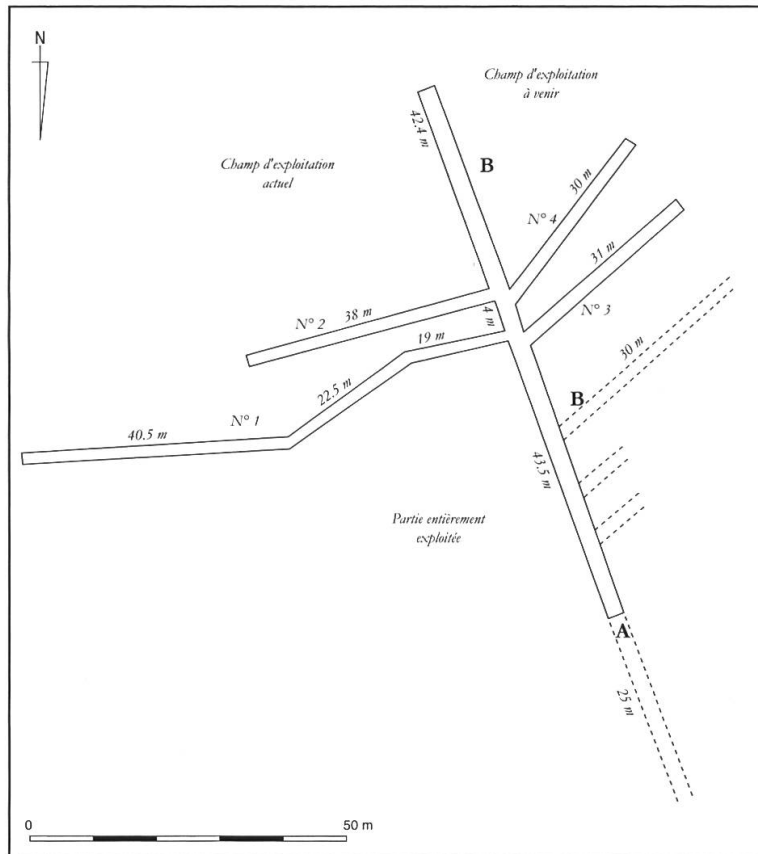 N
Champ d'exploitation
à venir
42.4 m
B
Champ d'exploitation
actuel
30 m
N° 4
31 m
N° 2
38 m
4 m
N° 3
19 m
30 m
22.5 m
B
N° 1
40.5 m
43.5 m
Partie entièrement
exploitée
A
25 m
0
50 m